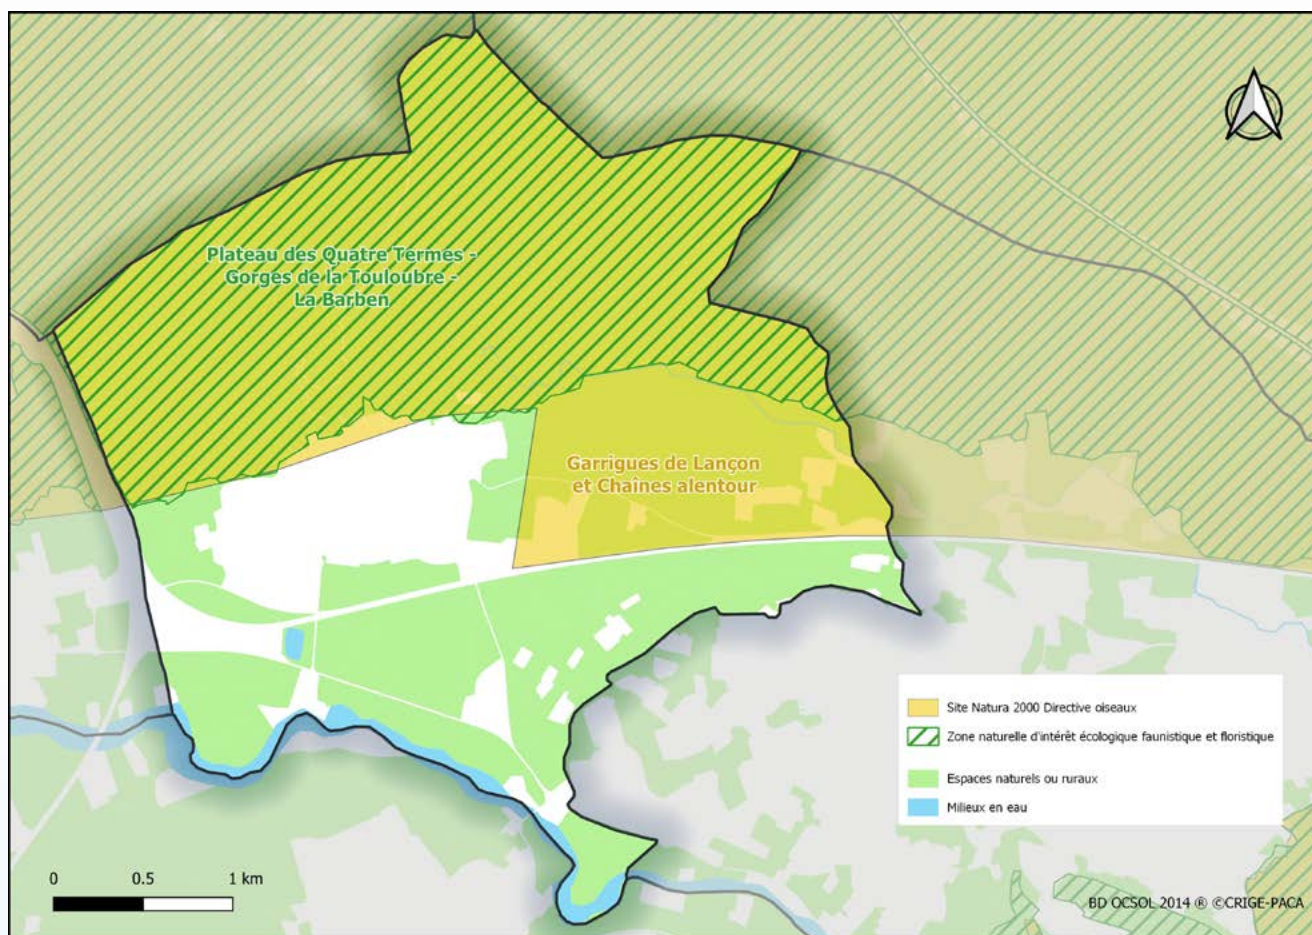 Plateau des Quatre Termes -
Gorges de la Touloubre -
La Barben
Garrigues de Lançon
et Chaînes alentour
Site Natura 2000 Directive oiseaux
Zone naturelle d'intérêt écologique faunistique et floristique
Espaces naturels ou ruraux
Milieux en eau
0 0.5 1 km
BD OCSOL 2014 ® ©CRIGE-PACA